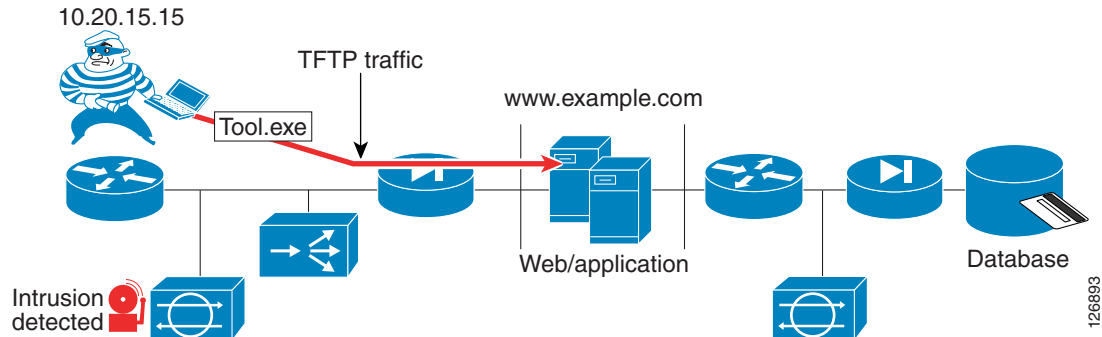 10.20.15.15
TFTP traffic
www.example.com
Tool.exe
Web/application
Database
Intrusion
detected
126893